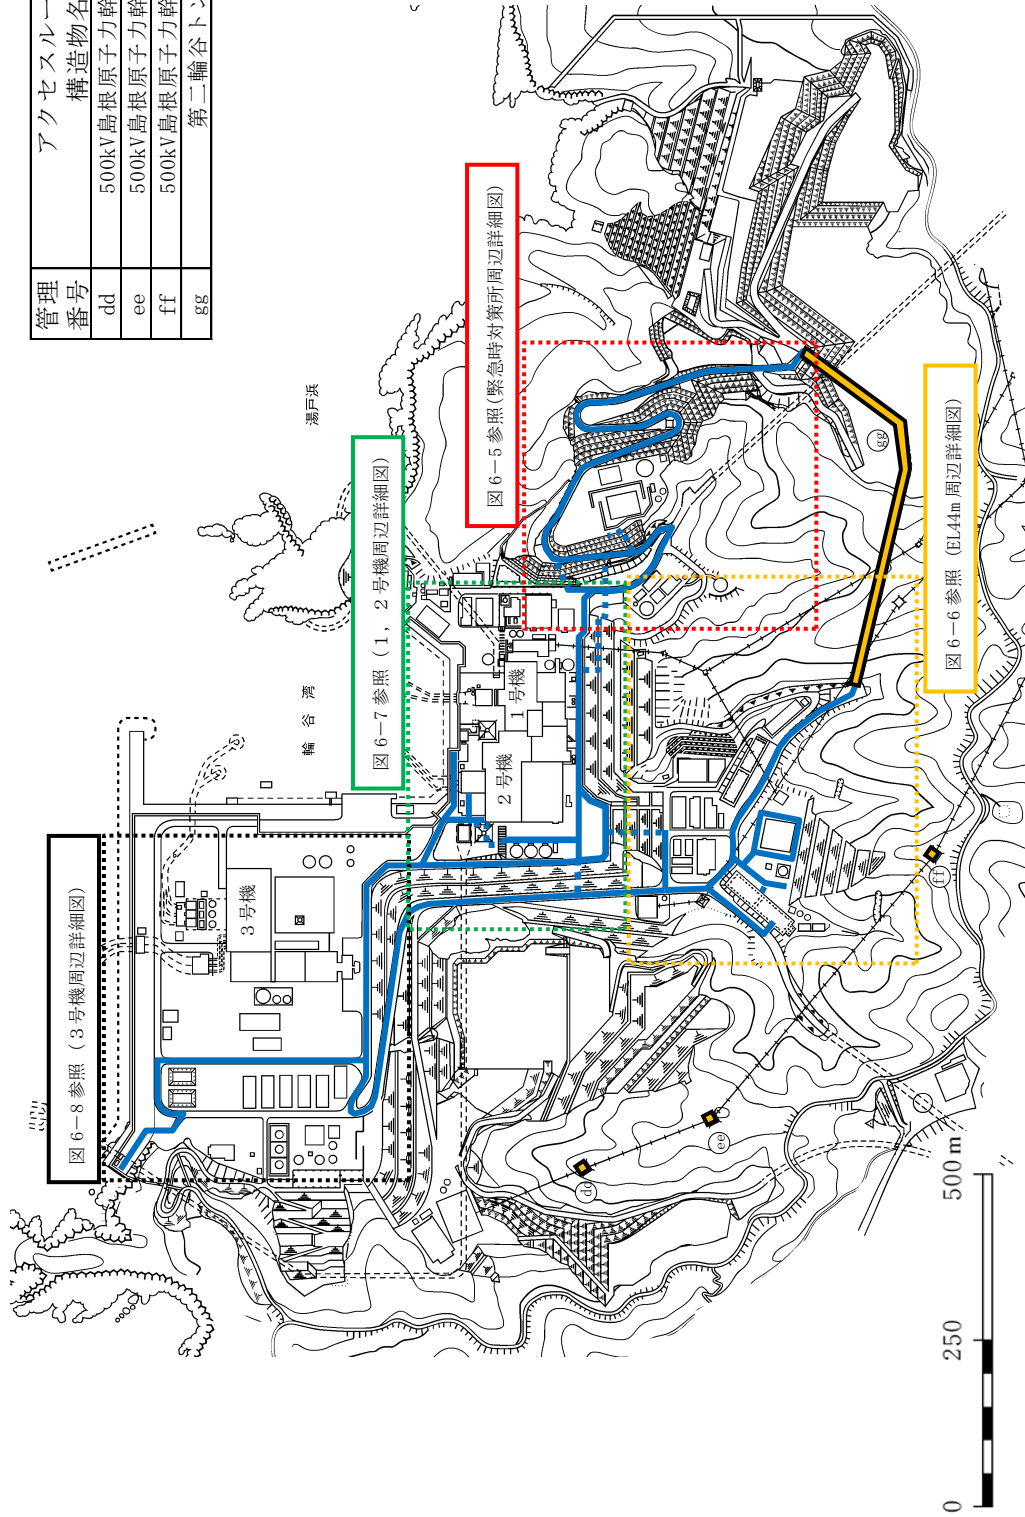 管理
番号
アクセスルー
構造物名
dd 500kV島根原子力幹
ee 500kV島根原子力幹
ff 500kV島根原子力幹
gg 第二輪谷トン
図6－5参照(緊急時対策所周辺詳細図)
図6－7参照（1，2号機周辺詳細図）
図6－6参照（EL44m周辺詳細図）
図6－8参照（3号機周辺詳細図）
湯戸浜
輪谷湾
1号機
2号機
3号機
gg
ff
ee
dd
0 250 500m